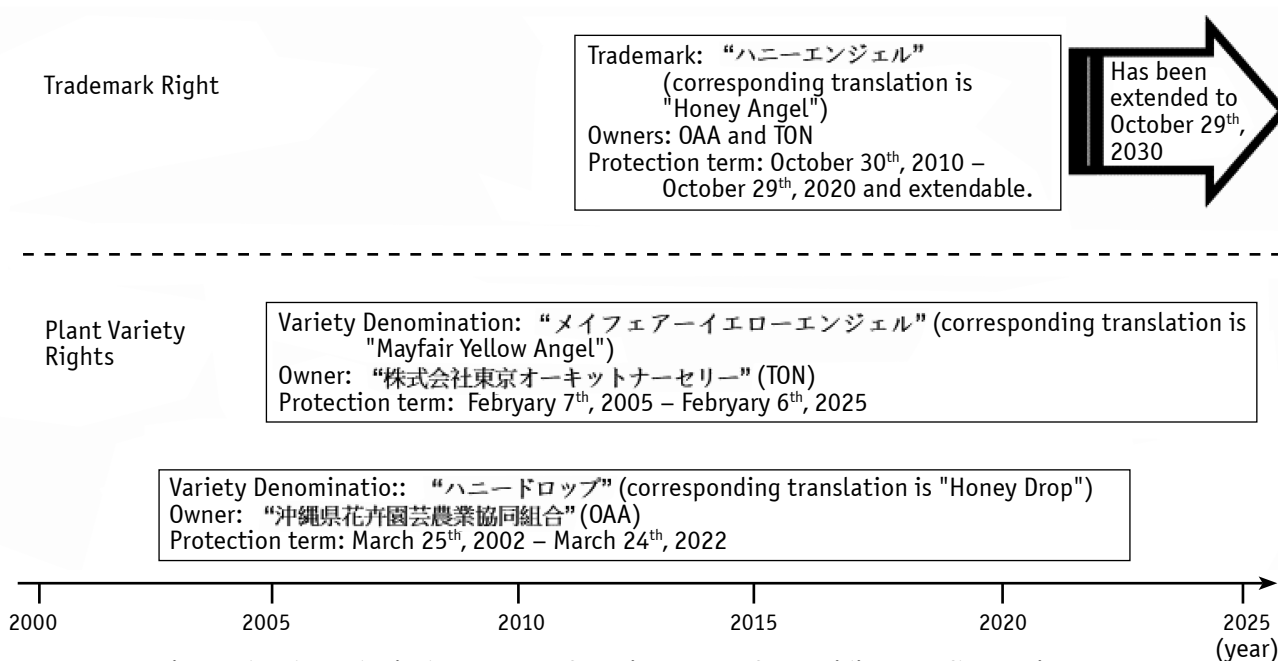 Trademark Right
Trademark: “ハニーエンジェル”
(corresponding translation is
"Honey Angel")
Owners: OAA and TON
Protection term: October 30th, 2010 –
October 29th, 2020 and extendable.
Has been
extended to
October 29th,
2030
Plant Variety
Rights
Variety Denomination: “メイフェアーイエローエンジェル” (corresponding translation is
"Mayfair Yellow Angel")
Owner: “株式会社東京オーキットナーセリー” (TON)
Protection term: February 7th, 2005 – February 6th, 2025
Variety Denominatio:: “ハニードロップ” (corresponding translation is "Honey Drop")
Owner: “沖縄県花卉園芸農業協同組合” (OAA)
Protection term: March 25th, 2002 – March 24th, 2022
2000 2005 2010 2015 2020 2025
(year)